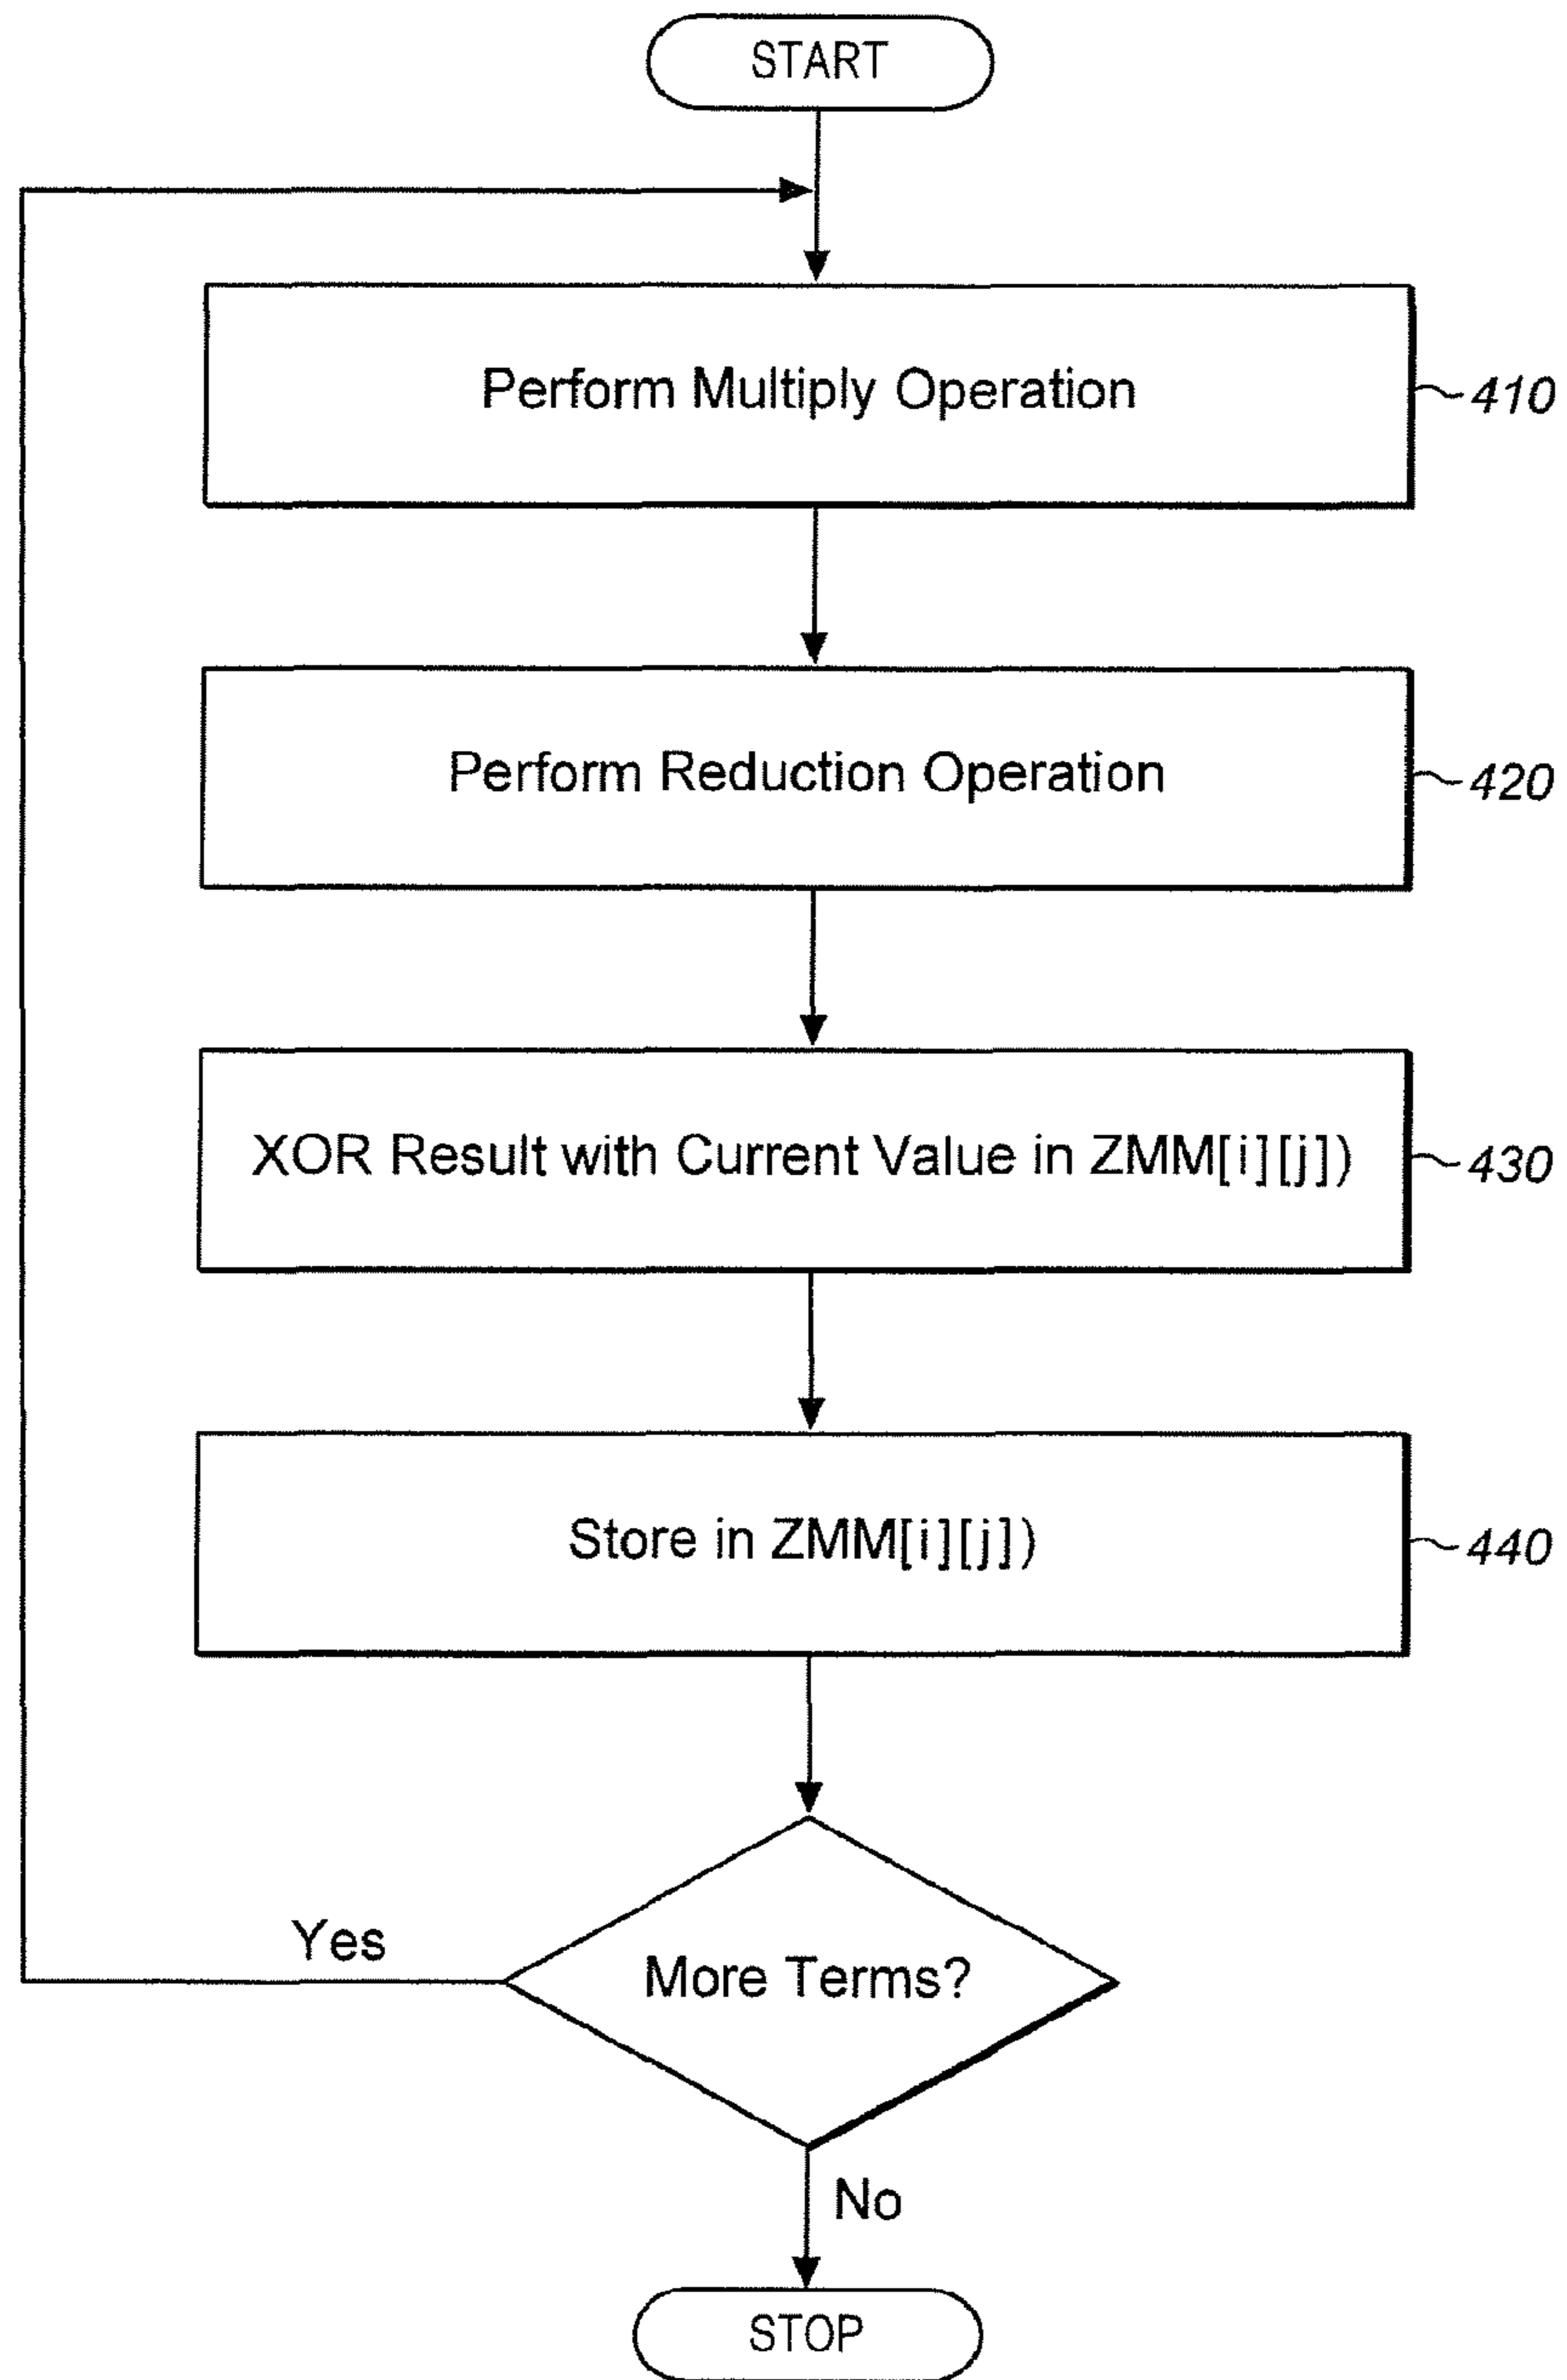 START
Perform Multiply Operation
410
Perform Reduction Operation
420
XOR Result with Current Value in ZMM[i][j])
430
Store in ZMM[i][j])
440
Yes
More Terms?
No
STOP